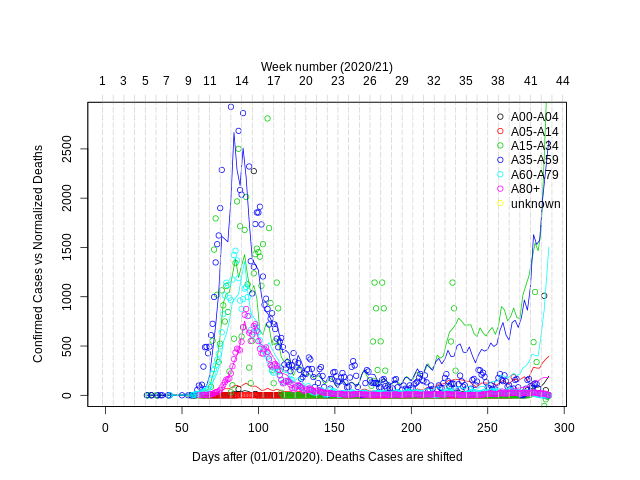 Week number (2020/21)
1 3 5 7 9 11 14 17 20 23 26 29 32 35 38 41 44
Confirmed Cases vs Normalized Deaths
0 500 1000 1500 2000 2500
A00-A04
A05-A14
A15-A34
A35-A59
A60-A79
A80+
unknown
0 50 100 150 200 250 300
Days after (01/01/2020). Deaths Cases are shifted